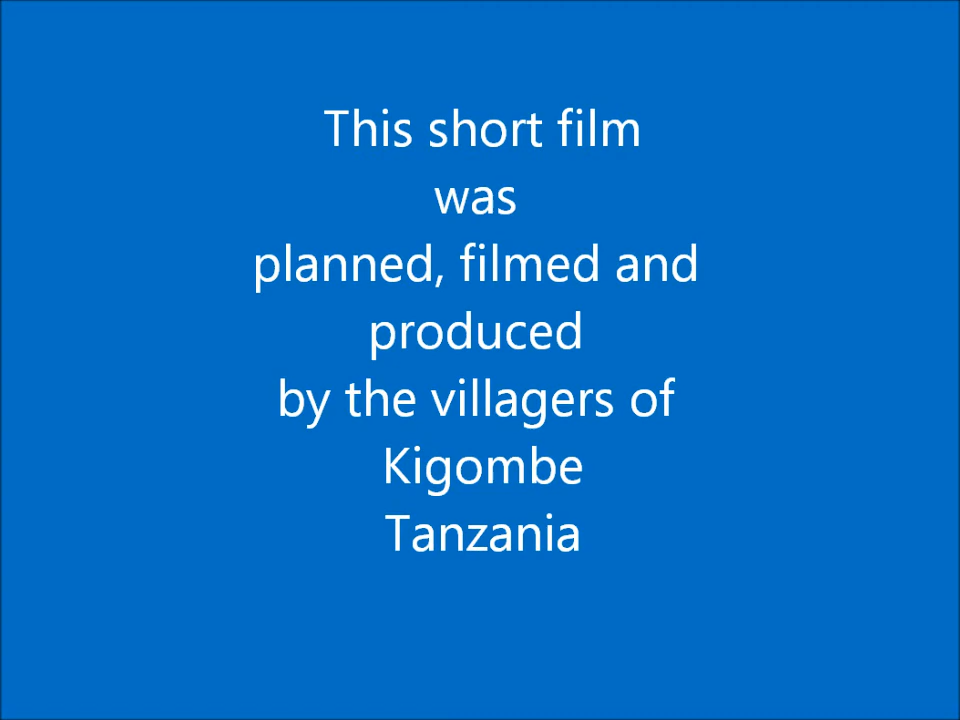 This short film
was
planned, filmed and
produced
by the villagers of
Kigombe
Tanzania